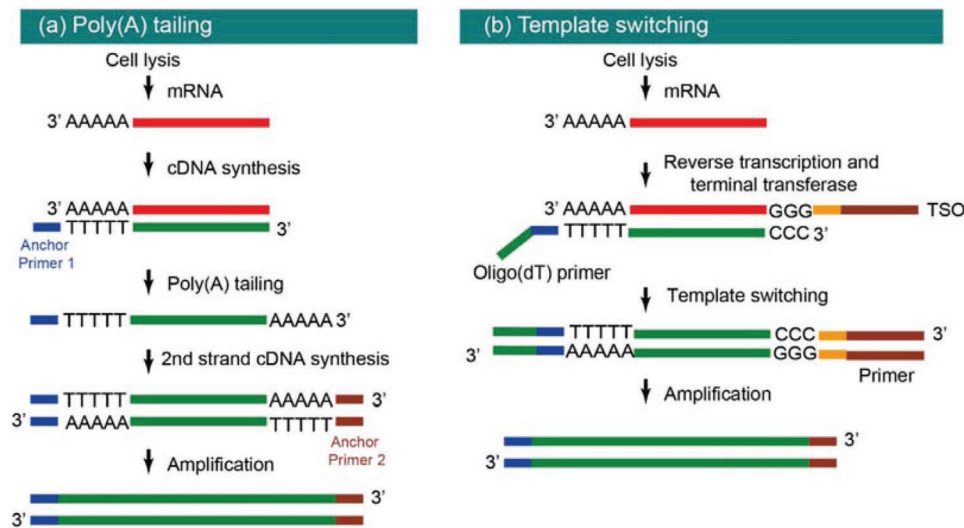 (a) Poly(A) tailing
Cell lysis
mRNA
3' AAAAA
cDNA synthesis
3' AAAAA
TTTTT 3'
Anchor
Primer 1
Poly(A) tailing
TTTTT AAAAA3'
2nd strand cDNA synthesis
TTTTT AAAAA 3'
3' AAAAA TTTTT
Anchor
Primer 2
Amplification
3'
3'
(b) Template switching
Cell lysis
mRNA
3' AAAAA
Reverse transcription and
terminal transferase
3' AAAAA GGG TSO
TTTTT CCC 3'
Oligo(dT) primer
Template switching
TTTTT CCC 3'
3' AAAAA GGG
Primer
Amplification
3'
3'